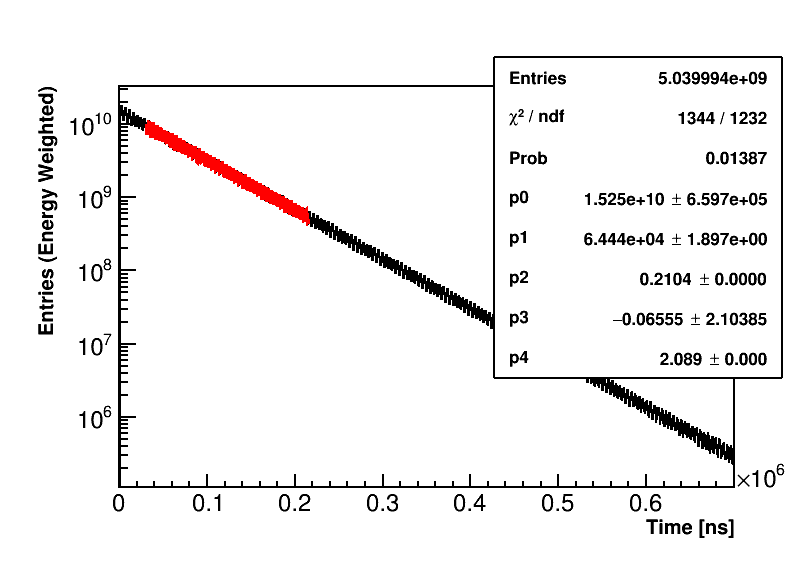 Entries 5.039994e+09
χ² / ndf 1344 / 1232
Prob 0.01387
p0 1.525e+10 ± 6.597e+05
p1 6.444e+04 ± 1.897e+00
p2 0.2104 ± 0.0000
p3 −0.06555 ± 2.10385
p4 2.089 ± 0.000
Entries (Energy Weighted)
10¹⁰
10⁹
10⁸
10⁷
10⁶
0 0.1 0.2 0.3 0.4 0.5 0.6
×10⁶
Time [ns]